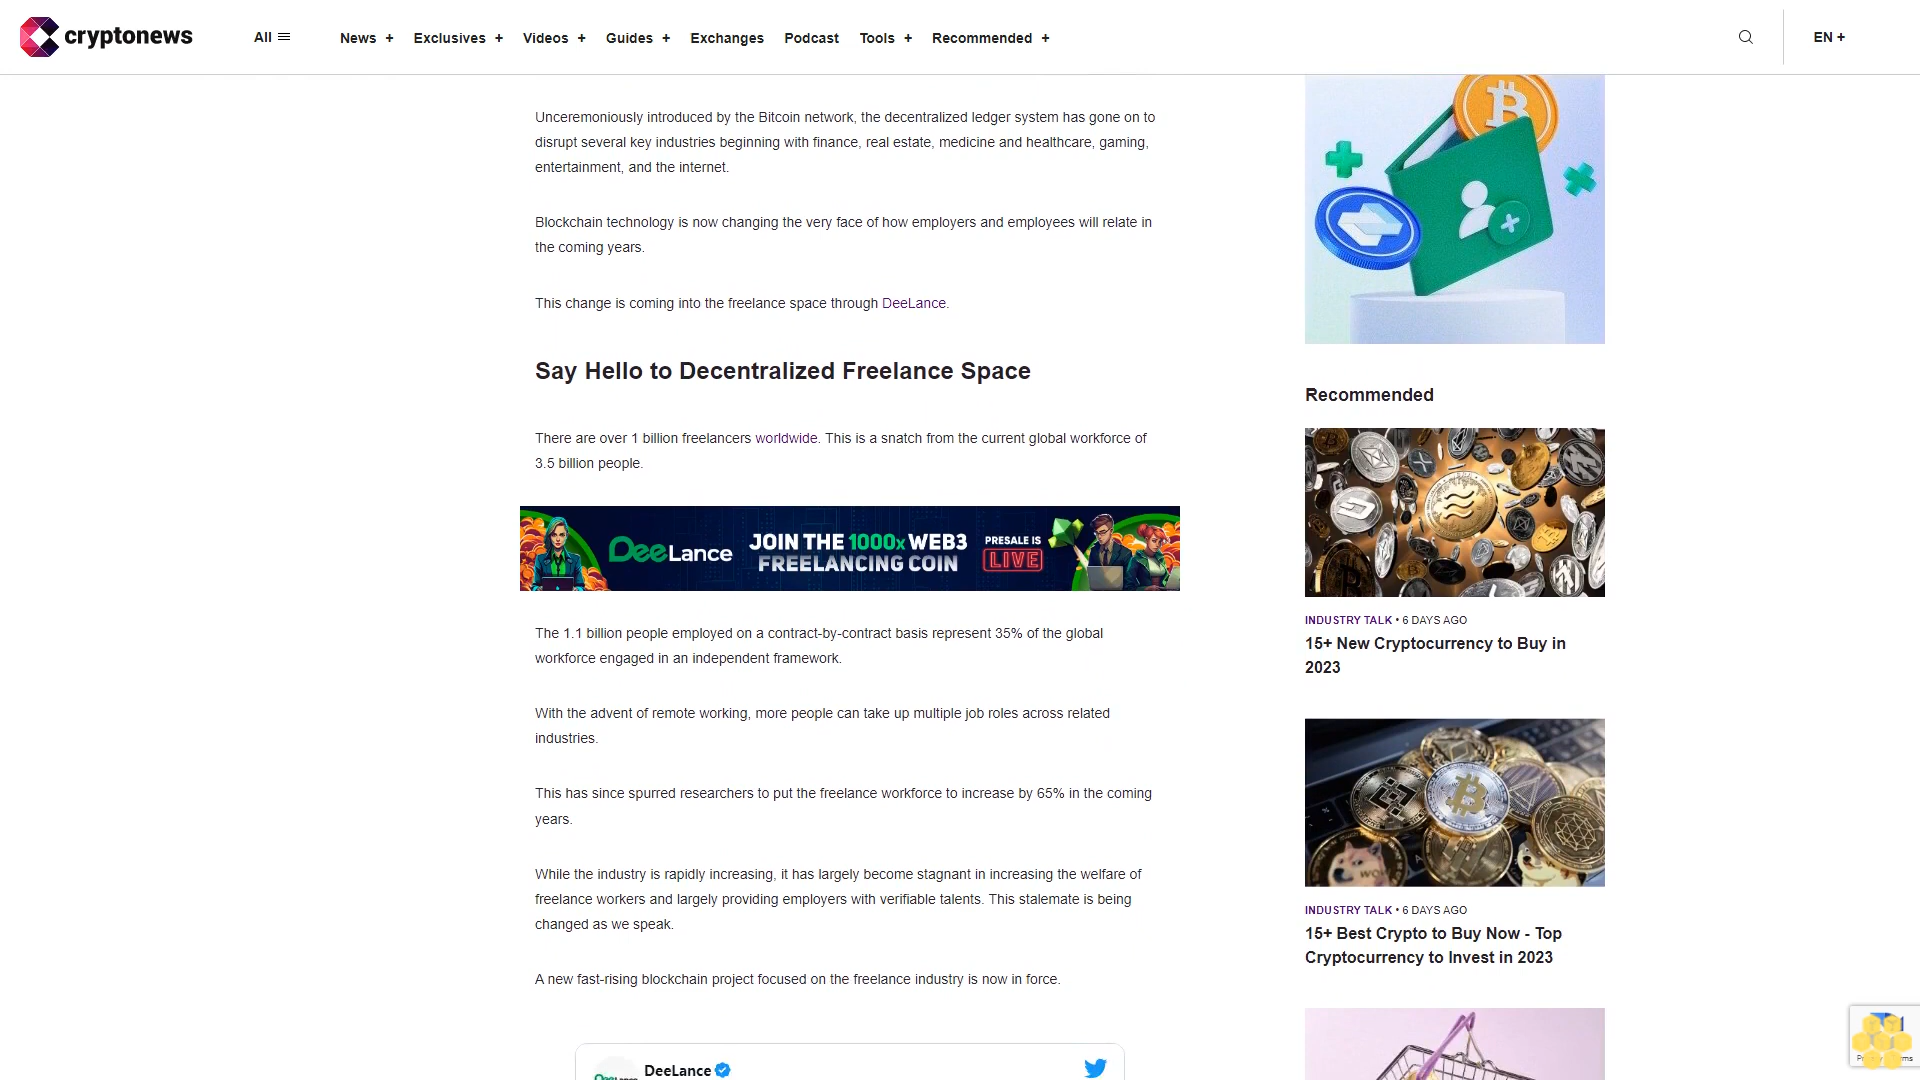 cryptonews
All
News +
Exclusives +
Videos +
Guides +
Exchanges
Podcast
Tools +
Recommended +
EN +
Unceremoniously introduced by the Bitcoin network, the decentralized ledger system has gone on to
disrupt several key industries beginning with finance, real estate, medicine and healthcare, gaming,
entertainment, and the internet.
Blockchain technology is now changing the very face of how employers and employees will relate in
the coming years.
This change is coming into the freelance space through DeeLance.
Say Hello to Decentralized Freelance Space
There are over 1 billion freelancers worldwide. This is a snatch from the current global workforce of
3.5 billion people.
DeeLance
JOIN THE 1000x WEB3
FREELANCING COIN
PRESALE IS
LIVE
The 1.1 billion people employed on a contract-by-contract basis represent 35% of the global
workforce engaged in an independent framework.
With the advent of remote working, more people can take up multiple job roles across related
industries.
This has since spurred researchers to put the freelance workforce to increase by 65% in the coming
years.
While the industry is rapidly increasing, it has largely become stagnant in increasing the welfare of
freelance workers and largely providing employers with verifiable talents. This stalemate is being
changed as we speak.
A new fast-rising blockchain project focused on the freelance industry is now in force.
DeeLance
Recommended
INDUSTRY TALK • 6 DAYS AGO
15+ New Cryptocurrency to Buy in
2023
INDUSTRY TALK • 6 DAYS AGO
15+ Best Crypto to Buy Now - Top
Cryptocurrency to Invest in 2023